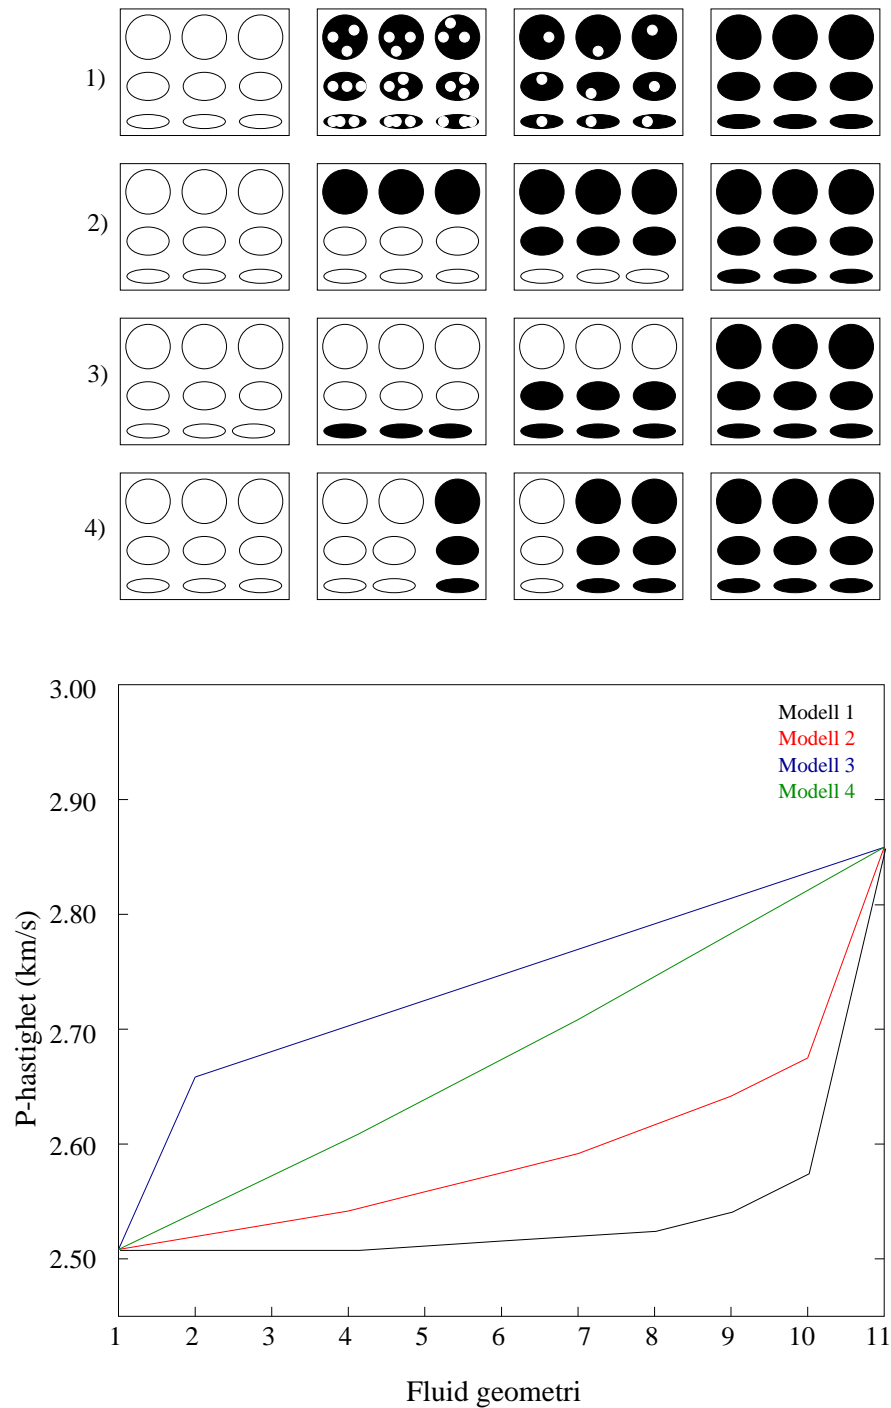 1)
2)
3)
4)
3.00
Modell 1
Modell 2
Modell 3
Modell 4
2.90
2.80
2.70
2.60
2.50
P-hastighet (km/s)
1 2 3 4 5 6 7 8 9 10 11
Fluid geometri